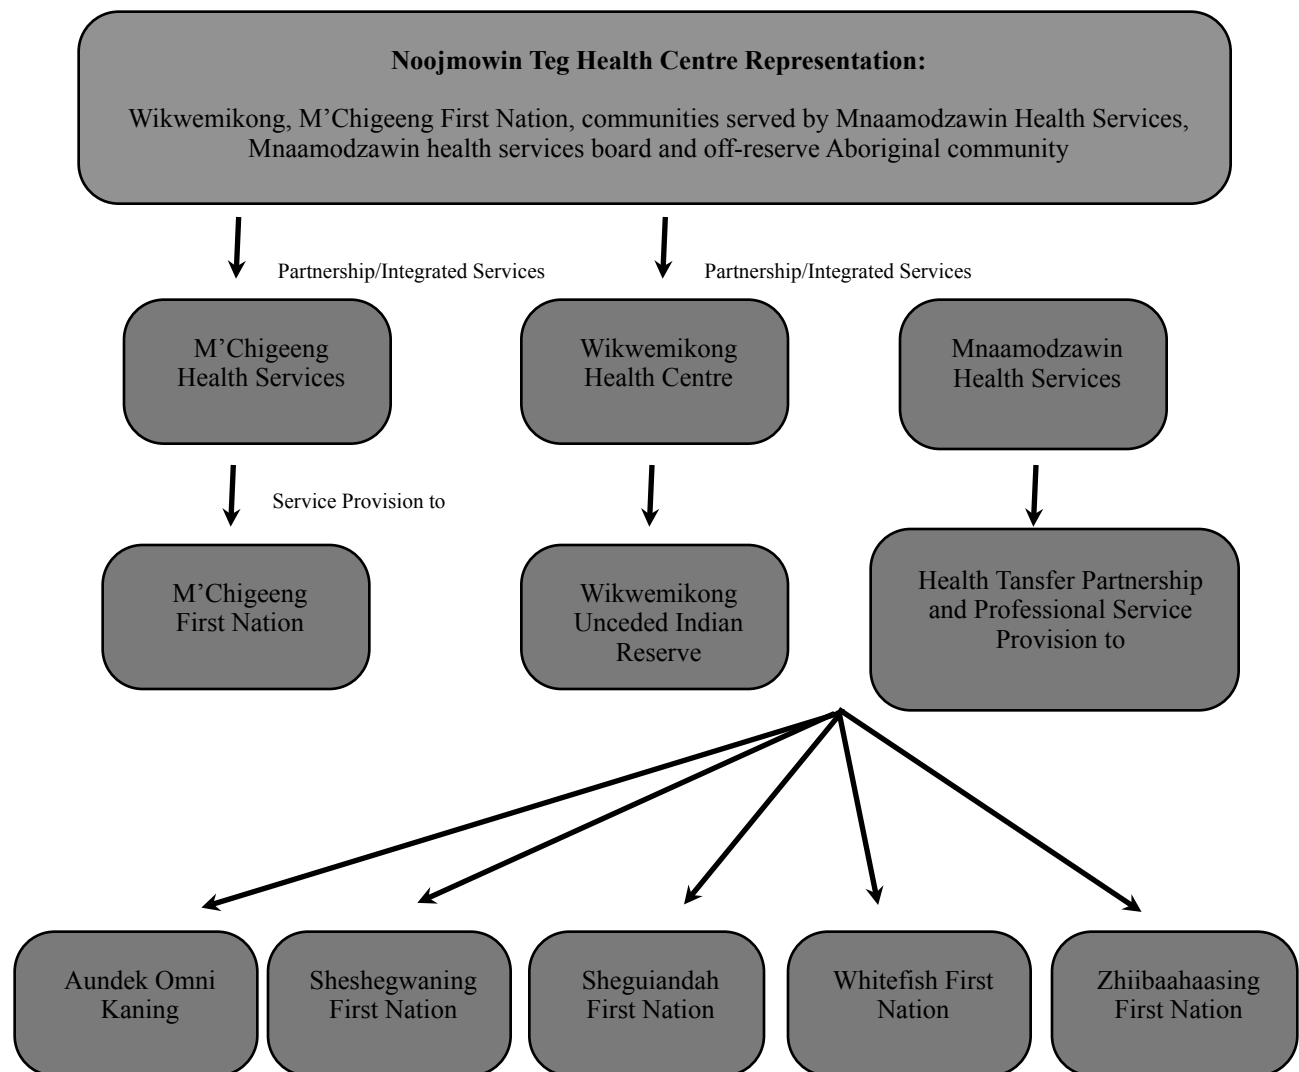 Noojmowin Teg Health Centre Representation:
Wikwemikong, M’Chigeeng First Nation, communities served by Mnaamodzawin Health Services,
Mnaamodzawin health services board and off-reserve Aboriginal community
Partnership/Integrated Services
Partnership/Integrated Services
M’Chigeeng
Health Services
Wikwemikong
Health Centre
Mnaamodzawin
Health Services
Service Provision to
M’Chigeeng
First Nation
Wikwemikong
Unceded Indian
Reserve
Health Tansfer Partnership
and Professional Service
Provision to
Aundek Omni
Kaning
Sheshegwaning
First Nation
Sheguiandah
First Nation
Whitefish First
Nation
Zhiibaahaasing
First Nation